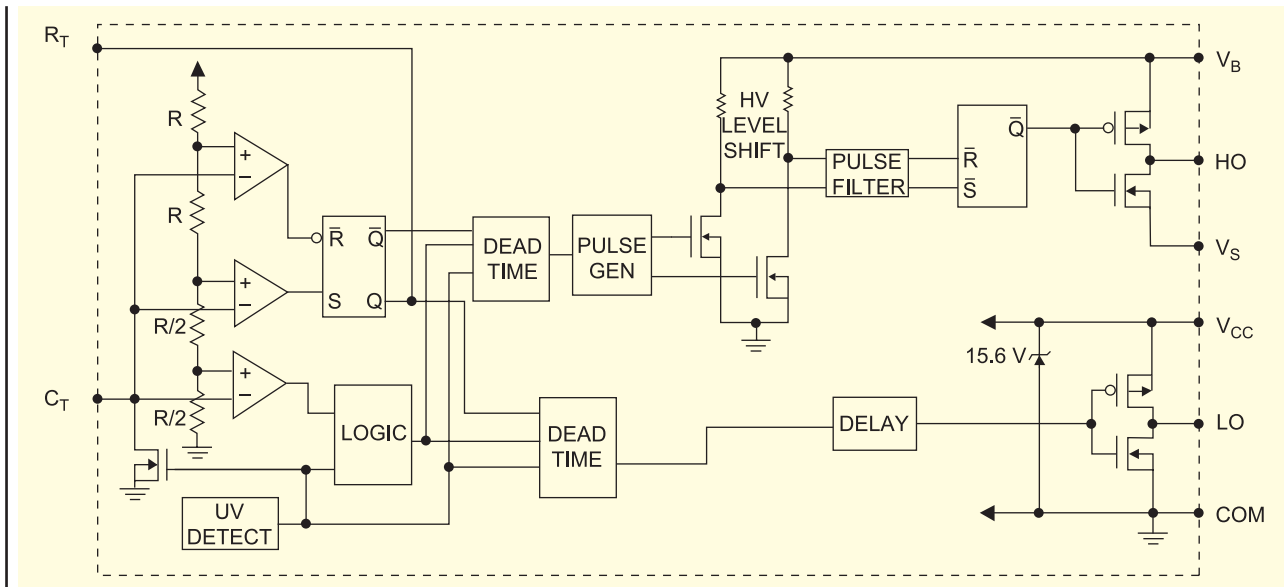 R_T
V_B
R
HV
LEVEL
SHIFT
Q̅
R̅
S̅
PULSE
FILTER
HO
R
R̅ Q̅
S Q
DEAD
TIME
PULSE
GEN
V_S
R/2
V_CC
15.6 V
C_T
R/2
LOGIC
DEAD
TIME
DELAY
LO
UV
DETECT
COM
+
−
+
−
+
−